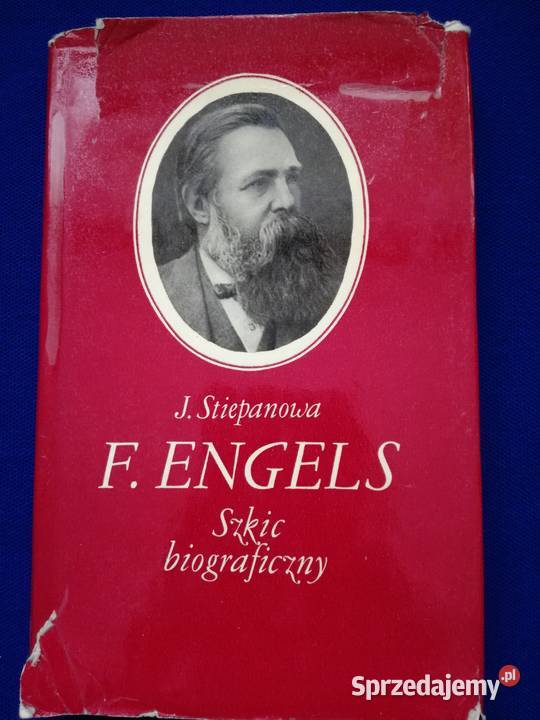 J. Stiepanowa
F. ENGELS
Szkic
biograficzny
Sprzedajemy.pl